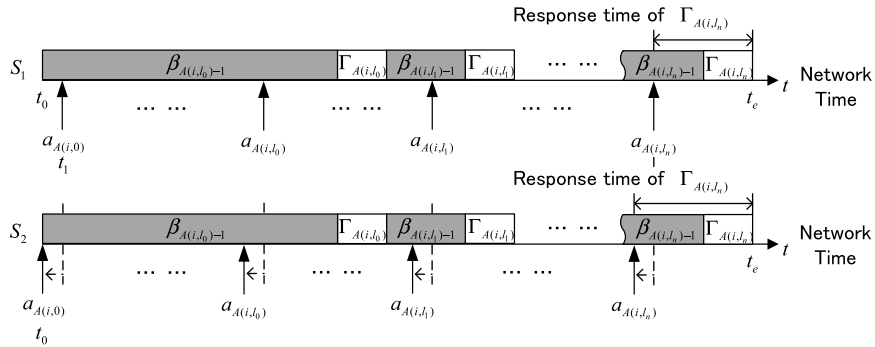 Response time of Γ_{A(i,l_n)}
S_1 β_{A(i,l_0)-1} Γ_{A(i,l_0)} β_{A(i,l_1)-1} Γ_{A(i,l_1)} ... ... β_{A(i,l_n)-1} Γ_{A(i,l_n)} t Network Time
t_0 ... ... ... ... ... ... t_e
a_{A(i,0)} a_{A(i,l_0)} a_{A(i,l_1)} a_{A(i,l_n)}
t_1
Response time of Γ_{A(i,l_n)}
S_2 β_{A(i,l_0)-1} Γ_{A(i,l_0)} β_{A(i,l_1)-1} Γ_{A(i,l_1)} ... ... β_{A(i,l_n)-1} Γ_{A(i,l_n)} t Network Time
... ... ... ... ... ... t_e
a_{A(i,0)} a_{A(i,l_0)} a_{A(i,l_1)} a_{A(i,l_n)}
t_0